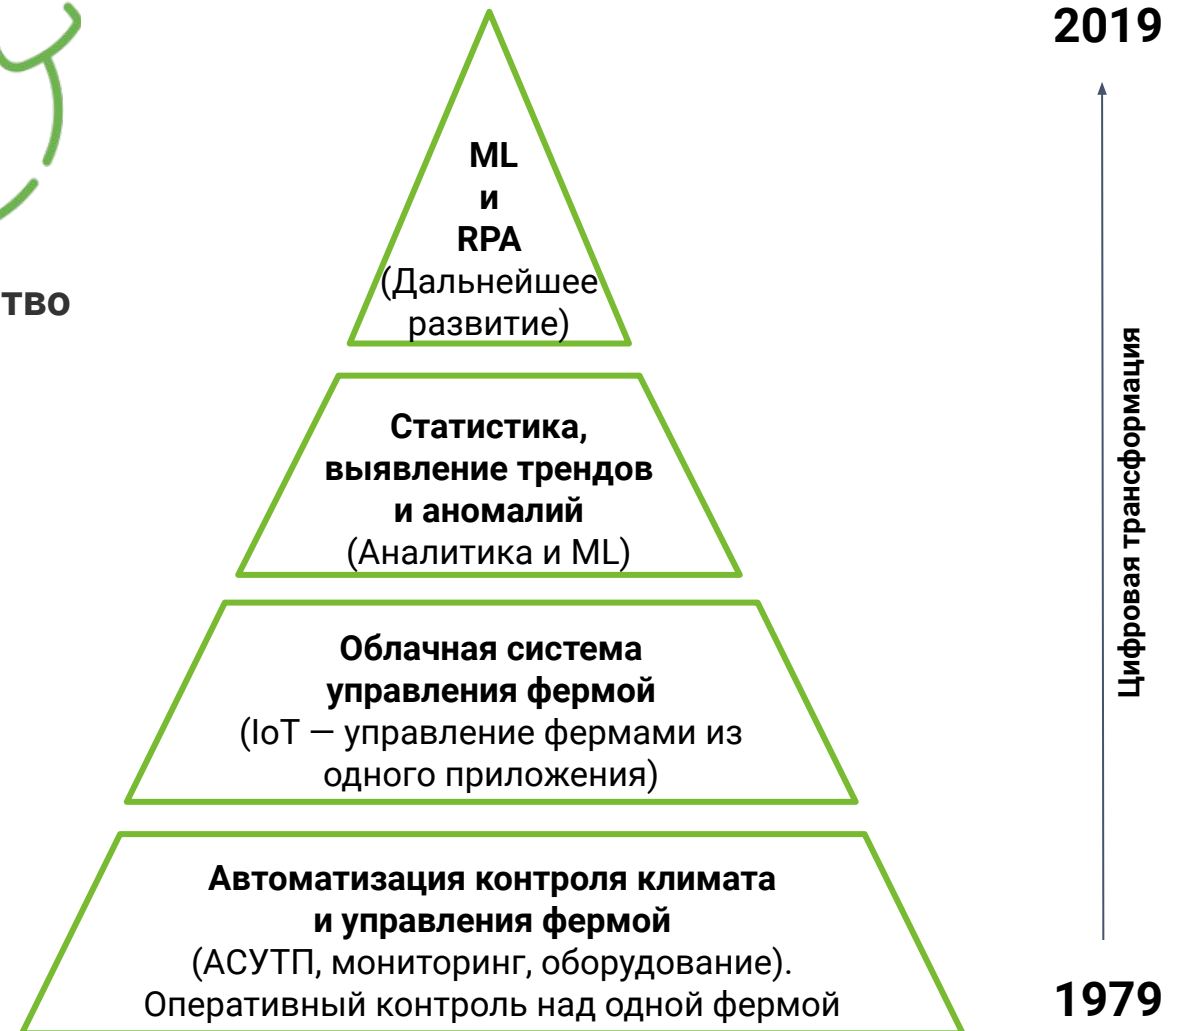 2019
ML
и
RPA
(Дальнейшее
развитие)
тво
Статистика,
выявление трендов
и аномалий
(Аналитика и ML)
Цифровая трансформация
Облачная система
управления фермой
(IoT — управление фермами из
одного приложения)
Автоматизация контроля климата
и управления фермой
(АСУТП, мониторинг, оборудование).
Оперативный контроль над одной фермой
1979